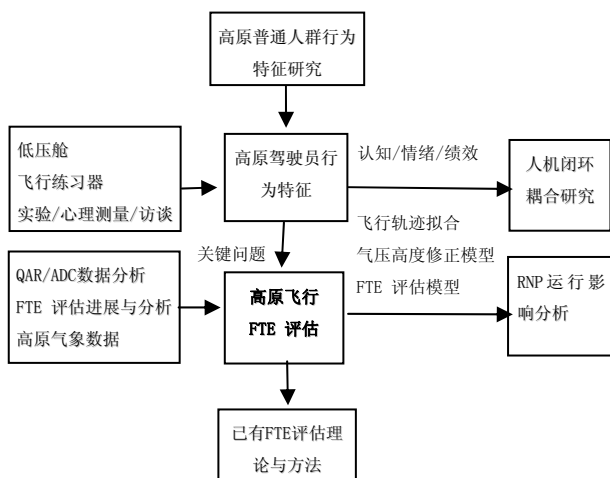 高原普通人群行为
特征研究
低压舱
飞行练习器
实验/心理测量/访谈
高原驾驶员行
为特征
认知/情绪/绩效
人机闭环
耦合研究
关键问题
飞行轨迹拟合
气压高度修正模型
FTE 评估模型
QAR/ADC数据分析
FTE 评估进展与分析
高原气象数据
高原飞行
FTE 评估
RNP 运行影
响分析
已有FTE评估理
论与方法